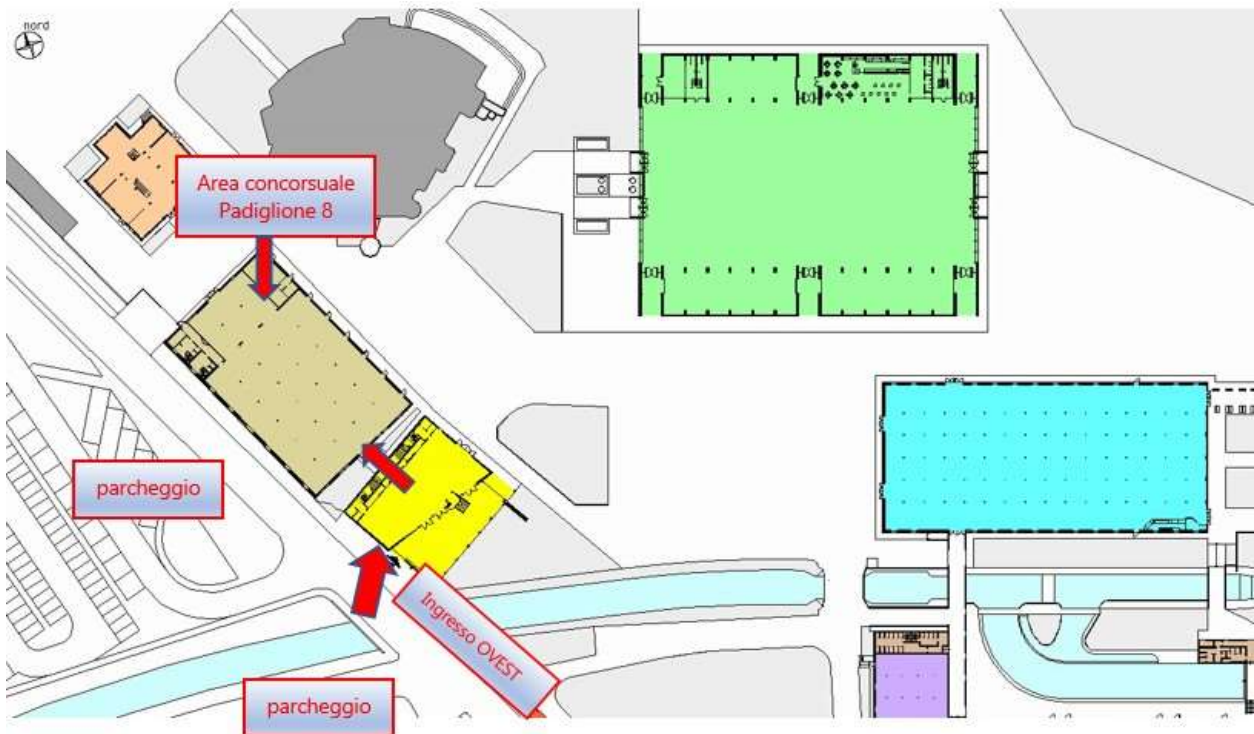 nord
Area concorsuale
Padiglione 8
parcheggio
Ingresso OVEST
parcheggio